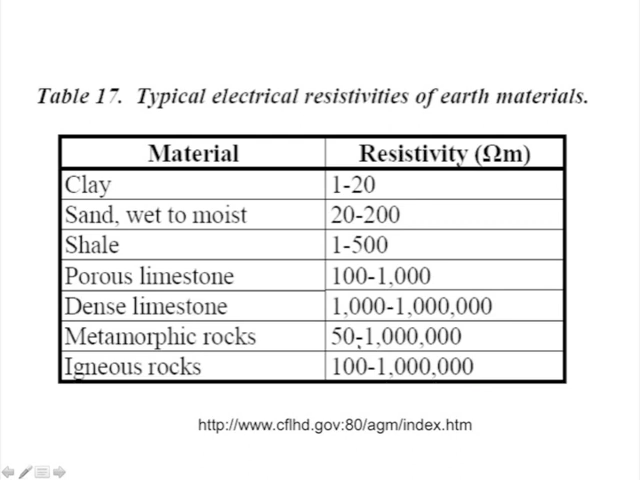 Table 17. Typical electrical resistivities of earth materials.
Material Resistivity (Ωm)
Clay 1-20
Sand, wet to moist 20-200
Shale 1-500
Porous limestone 100-1,000
Dense limestone 1,000-1,000,000
Metamorphic rocks 50-1,000,000
Igneous rocks 100-1,000,000
http://www.cflhd.gov:80/agm/index.htm